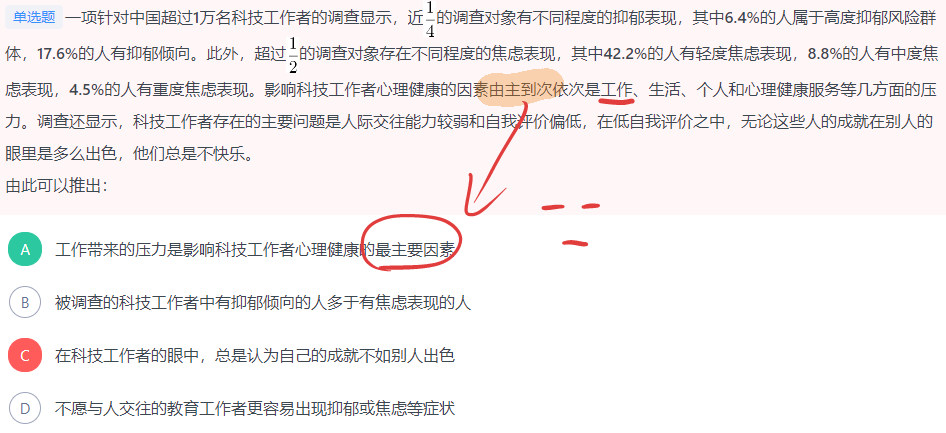 单选题 一项针对中国超过1万名科技工作者的调查显示，近1/4的调查对象有不同程度的抑郁表现，其中6.4%的人属于高度抑郁风险群
体，17.6%的人有抑郁倾向。此外，超过1/2的调查对象存在不同程度的焦虑表现，其中42.2%的人有轻度焦虑表现，8.8%的人有中度焦
虑表现，4.5%的人有重度焦虑表现。影响科技工作者心理健康的因素由主到次依次是工作、生活、个人和心理健康服务等几方面的压
力。调查还显示，科技工作者存在的主要问题是人际交往能力较弱和自我评价偏低，在低自我评价之中，无论这些人的成就在别人的
眼里是多么出色，他们总是不快乐。
由此可以推出：
A 工作带来的压力是影响科技工作者心理健康的最主要因素
B 被调查的科技工作者中有抑郁倾向的人多于有焦虑表现的人
C 在科技工作者的眼中，总是认为自己的成就不如别人出色
D 不愿与人交往的教育工作者更容易出现抑郁或焦虑等症状